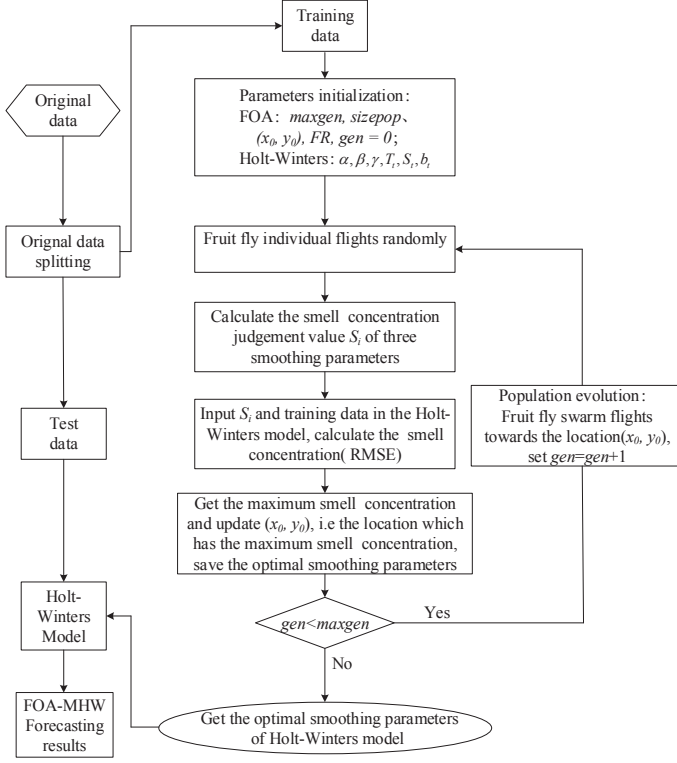 Training
data
Original
data
Parameters initialization:
FOA: maxgen, sizepop、
(x₀, y₀), FR, gen = 0;
Holt-Winters: α, β, γ, Tₜ, Sₜ, bₜ
Orignal data
splitting
Fruit fly individual flights randomly
Calculate the smell concentration
judgement value Sᵢ of three
smoothing parameters
Population evolution:
Fruit fly swarm flights
towards the location(x₀, y₀),
set gen=gen+1
Input Sᵢ and training data in the Holt-
Winters model, calculate the smell
concentration( RMSE)
Test
data
Get the maximum smell concentration
and update (x₀, y₀), i.e the location which
has the maximum smell concentration,
save the optimal smoothing parameters
Holt-
Winters
Model
gen<maxgen
Yes
No
FOA-MHW
Forecasting
results
Get the optimal smoothing parameters
of Holt-Winters model